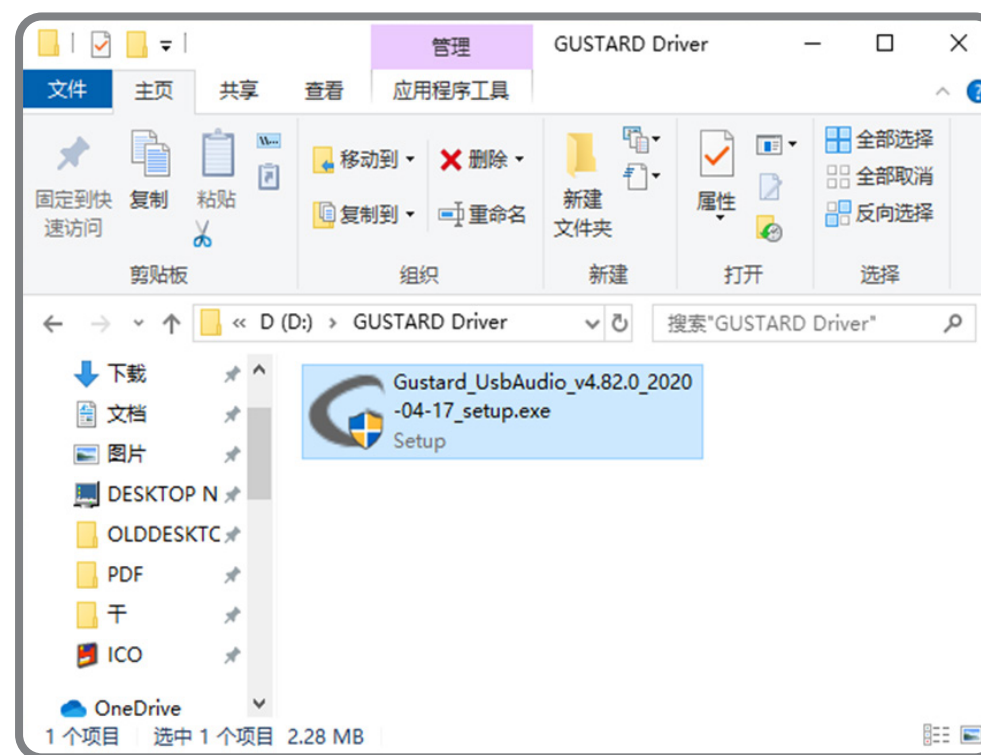 管理
GUSTARD Driver
文件
主页
共享
查看
应用程序工具
固定到快
速访问
复制
粘贴
移动到
复制到
删除
重命名
新建
文件夹
属性
全部选择
全部取消
反向选择
剪贴板
组织
新建
打开
选择
« D (D:) › GUSTARD Driver
搜索"GUSTARD Driver"
下载
文档
图片
DESKTOP N
OLDDESKTC
PDF
干
ICO
OneDrive
Gustard_UsbAudio_v4.82.0_2020
-04-17_setup.exe
Setup
1 个项目
选中 1 个项目 2.28 MB